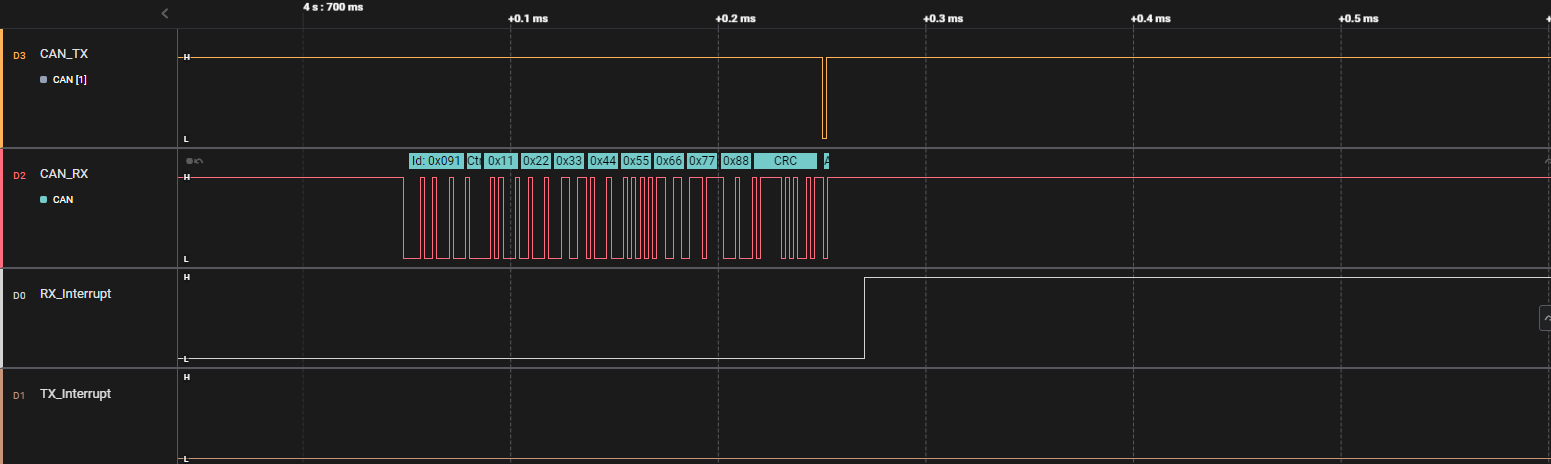 4 s : 700 ms
+0.1 ms +0.2 ms +0.3 ms +0.4 ms +0.5 ms
D3 CAN_TX H
CAN [1]
L
Id: 0x091 Ctr 0x11 0x22 0x33 0x44 0x55 0x66 0x77 0x88 CRC A
D2 CAN_RX H
CAN
L
H
D0 RX_Interrupt
L
H
D1 TX_Interrupt
L